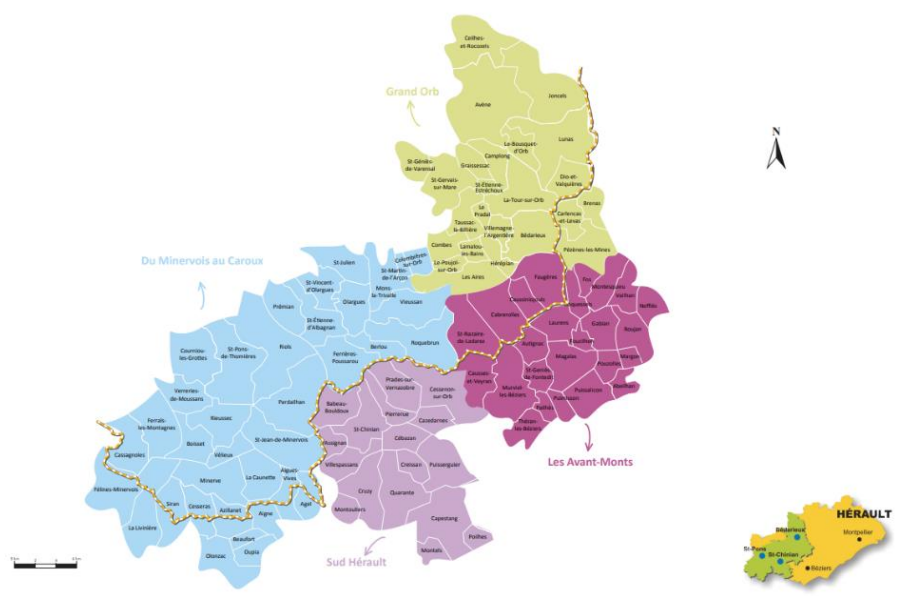 Ceilhes-
et-Rocozels
Grand Orb
Avène
Joncels
N
Lunas
Le-Bousquet-
d'Orb
Camplong
Graissessac
St-Génès-
de-Varensal
St-Gervais-
sur-Mare
St-Etienne-
Estréchoux
Dio-et-
Valquières
La-Tour-sur-Orb
Brenas
Le
Pradal
Carlencas-
et-Levas
Taussac-
la-Billière
Villemagne-
l'Argentière
Bédarieux
Combes
Lamalou-
les-Bains
Pézènes-les-Mines
Du Minervois au Caroux
St-Julien
Colombières
sur-Orb
Le-Poujol-
sur-Orb
Hérépian
St-Martin-
de-l'Arçon
Les Aires
Faugères
Fos
Montesquieu
St-Vincent-
d'Olargues
Mons-
la-Trivalle
Vailhan
Olargues
Vieussan
Neffiès
Prémian
Cabrerolles
St-Étienne-
d'Albagnan
Laurens
Gabian
Roujan
St-Nazaire-
de-Ladarez
Autignac
Roquebrun
Riols
Berlou
Courniou-
les-Grottes
St-Pons-
de-Thomières
Ferrières-
Poussarou
Magalas
Margon
Pouzolles
St-Geniès-
de-Fontedit
Causses-
et-Veyran
Murviel-
les-Béziers
Espondeilhan
Verreries-
de-Moussans
Prades-sur-
Vernazobre
Cessenon-
sur-Orb
Puissalicon
Puimisson
Pardailhan
Babeau-
Bouldoux
Pailhès
Pierrerue
Cazedarnes
Thézan-
les-Béziers
Ferrals-
les-Montagnes
Rieussec
St-Chinian
Cébazan
St-Jean-de-Minervois
Boisset
Assignan
Cassagnoles
Vélieux
Villespassans
Creissan
Puisserguier
Les Avant-Monts
Minerve
La Caunette
Aigues-
Vives
Félines-Minervois
Cruzy
Quarante
Siran
Cesseras
Azillanet
Aigne
Agel
Montouliers
Capestang
La Livinière
Beaufort
Poilhes
Olonzac
Oupia
Montels
Sud Hérault
HÉRAULT
Bédarieux
Montpellier
St-Pons
St-Chinian
Béziers